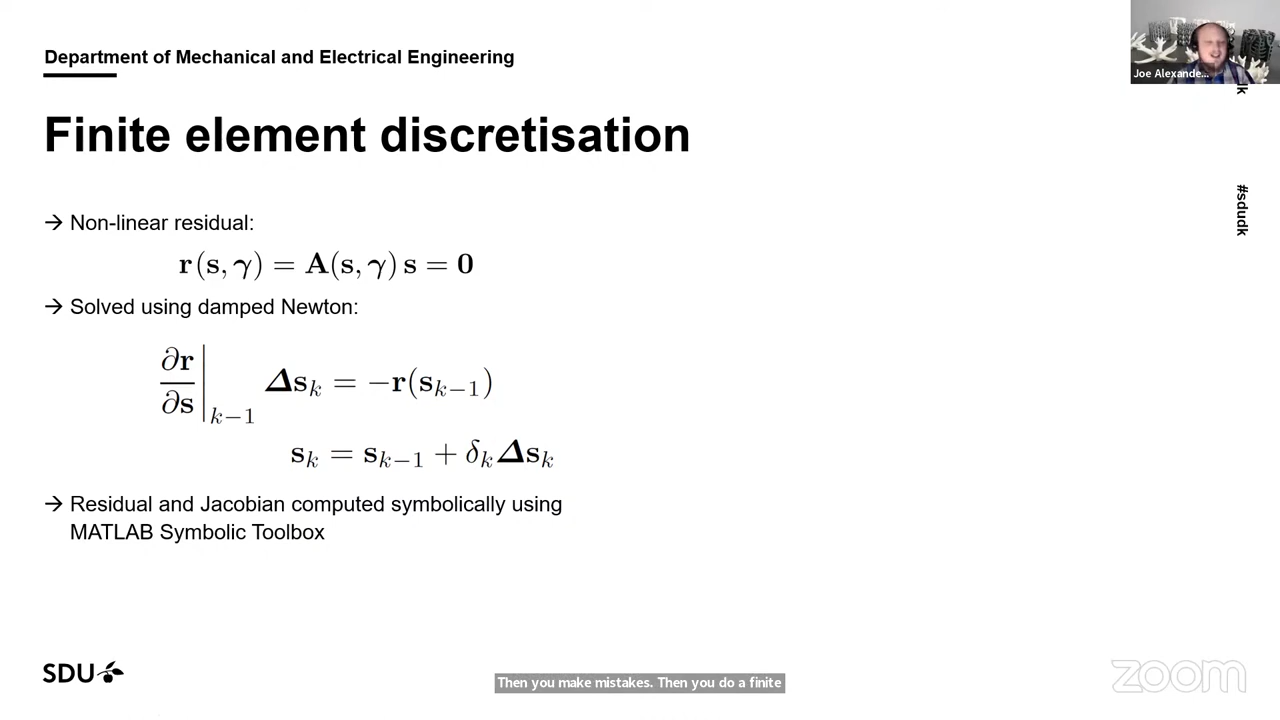 Department of Mechanical and Electrical Engineering
Joe Alexande...
dk
Finite element discretisation
#sdudk
→ Non-linear residual:
r(s, γ) = A(s, γ) s = 0
→ Solved using damped Newton:
∂r/∂s|ₖ₋₁ Δsₖ = −r(sₖ₋₁)
sₖ = sₖ₋₁ + δₖΔsₖ
→ Residual and Jacobian computed symbolically using
MATLAB Symbolic Toolbox
SDU
Then you make mistakes. Then you do a finite
zoom